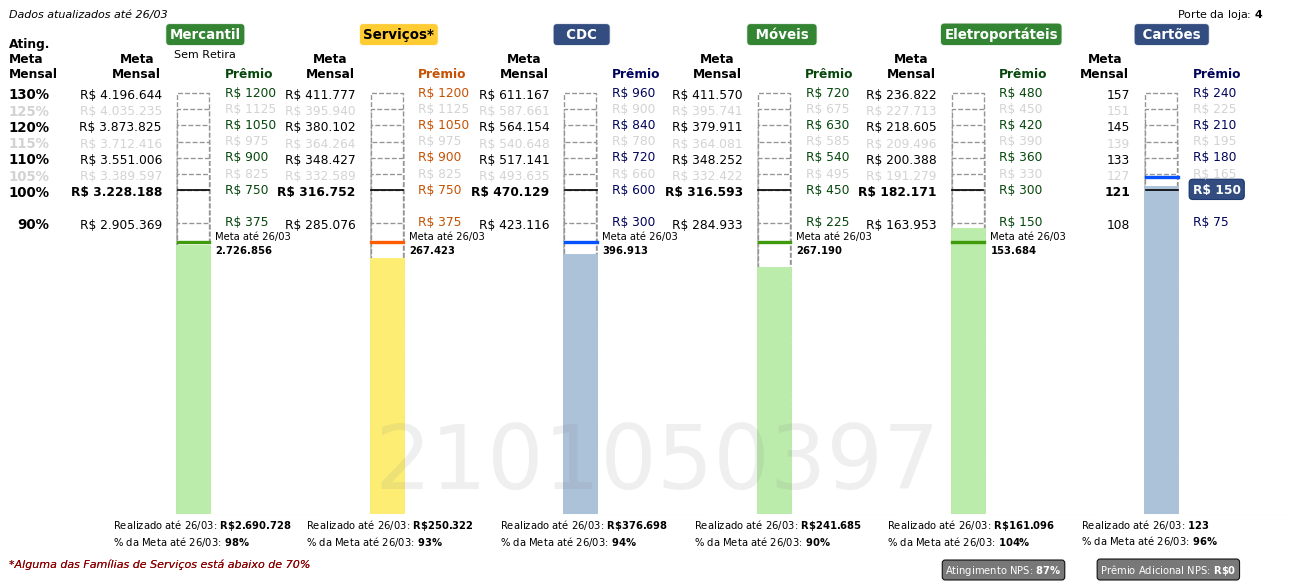 Dados atualizados até 26/03 Porte da loja: 4
Mercantil Serviços* CDC Móveis Eletroportáteis Cartões
Sem Retira
Ating. Meta Mensal Meta Mensal Prêmio Meta Mensal Prêmio Meta Mensal Prêmio Meta Mensal Prêmio Meta Mensal Prêmio Meta Mensal Prêmio
130% R$ 4.196.644 R$ 1200 R$ 411.777 R$ 1200 R$ 611.167 R$ 960 R$ 411.570 R$ 720 R$ 236.822 R$ 480 157 R$ 240
125% R$ 4.035.235 R$ 1125 R$ 395.940 R$ 1125 R$ 587.661 R$ 900 R$ 395.741 R$ 675 R$ 227.713 R$ 450 151 R$ 225
120% R$ 3.873.825 R$ 1050 R$ 380.102 R$ 1050 R$ 564.154 R$ 840 R$ 379.911 R$ 630 R$ 218.605 R$ 420 145 R$ 210
115% R$ 3.712.416 R$ 975 R$ 364.264 R$ 975 R$ 540.648 R$ 780 R$ 364.081 R$ 585 R$ 209.496 R$ 390 139 R$ 195
110% R$ 3.551.006 R$ 900 R$ 348.427 R$ 900 R$ 517.141 R$ 720 R$ 348.252 R$ 540 R$ 200.388 R$ 360 133 R$ 180
105% R$ 3.389.597 R$ 825 R$ 332.589 R$ 825 R$ 493.635 R$ 660 R$ 332.422 R$ 495 R$ 191.279 R$ 330 127 R$ 165
100% R$ 3.228.188 R$ 750 R$ 316.752 R$ 750 R$ 470.129 R$ 600 R$ 316.593 R$ 450 R$ 182.171 R$ 300 121 R$ 150
90% R$ 2.905.369 R$ 375 R$ 285.076 R$ 375 R$ 423.116 R$ 300 R$ 284.933 R$ 225 R$ 163.953 R$ 150 108 R$ 75
Meta até 26/03 Meta até 26/03 Meta até 26/03 Meta até 26/03 Meta até 26/03
2.726.856 267.423 396.913 267.190 153.684
2101050397
Realizado até 26/03: R$2.690.728 Realizado até 26/03: R$250.322 Realizado até 26/03: R$376.698 Realizado até 26/03: R$241.685 Realizado até 26/03: R$161.096 Realizado até 26/03: 123
% da Meta até 26/03: 98% % da Meta até 26/03: 93% % da Meta até 26/03: 94% % da Meta até 26/03: 90% % da Meta até 26/03: 104% % da Meta até 26/03: 96%
*Alguma das Famílias de Serviços está abaixo de 70% Atingimento NPS: 87% Prêmio Adicional NPS: R$0